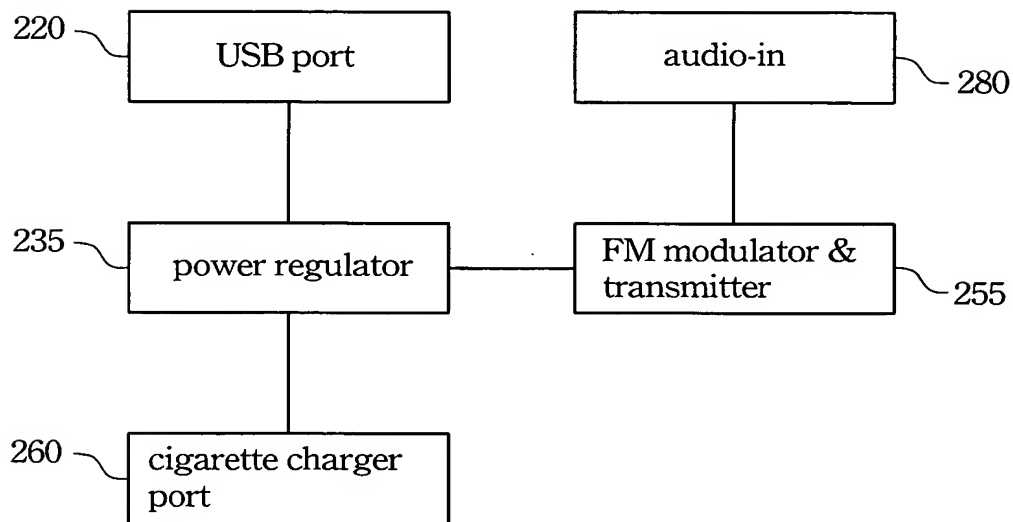 220
USB port
audio-in
280
235
power regulator
FM modulator &
transmitter
255
260
cigarette charger
port